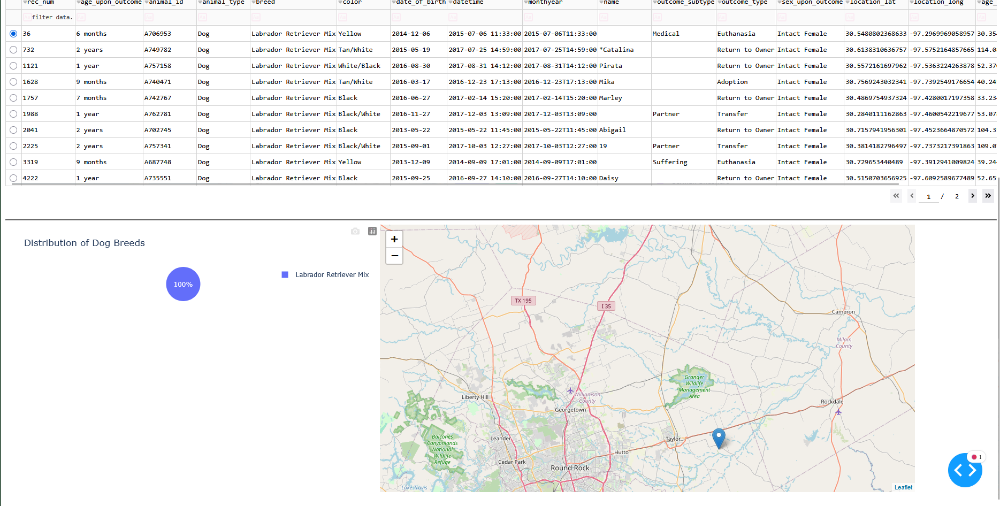 rec_num age_upon_outcome animal_id animal_type breed color date_of_birth datetime monthyear name outcome_subtype outcome_type sex_upon_outcome location_lat location_long age_
filter data.
36 6 months A706953 Dog Labrador Retriever Mix Yellow 2014-12-06 2015-07-06 11:33:00 2015-07-06T11:33:00 Medical Euthanasia Intact Female 30.5480802368633 -97.2969969058957 30.35
732 2 years A749782 Dog Labrador Retriever Mix Tan/White 2015-05-19 2017-07-25 14:59:00 2017-07-25T14:59:00 *Catalina Return to Owner Intact Female 30.6138310636757 -97.5752164857665 114.0
1121 1 year A757158 Dog Labrador Retriever Mix White/Black 2016-08-30 2017-08-31 14:12:00 2017-08-31T14:12:00 Pirata Return to Owner Intact Female 30.5572161697962 -97.5363224263878 52.37
1628 9 months A740471 Dog Labrador Retriever Mix Tan/White 2016-03-17 2016-12-23 17:13:00 2016-12-23T17:13:00 Mika Adoption Intact Female 30.7569243032341 -97.7392549176654 40.24
1757 7 months A742767 Dog Labrador Retriever Mix Black 2016-06-27 2017-02-14 15:20:00 2017-02-14T15:20:00 Marley Return to Owner Intact Female 30.4869754937324 -97.4280017197358 33.23
1988 1 year A762781 Dog Labrador Retriever Mix Black/White 2016-11-27 2017-12-03 13:09:00 2017-12-03T13:09:00 Partner Transfer Intact Female 30.2840111162863 -97.4600542219677 53.07
2041 2 years A702745 Dog Labrador Retriever Mix Black 2013-05-22 2015-05-22 11:45:00 2015-05-22T11:45:00 Abigail Return to Owner Intact Female 30.7157941956301 -97.4523664870572 104.3
2225 2 years A757341 Dog Labrador Retriever Mix Black/White 2015-09-01 2017-10-03 12:27:00 2017-10-03T12:27:00 19 Partner Transfer Intact Female 30.3814182796497 -97.7373217391863 109.0
3319 9 months A687748 Dog Labrador Retriever Mix Yellow 2013-12-09 2014-09-09 17:01:00 2014-09-09T17:01:00 Suffering Euthanasia Intact Female 30.729653440489 -97.3912941009824 39.24
4222 1 year A735551 Dog Labrador Retriever Mix Black 2015-09-25 2016-09-27 14:10:00 2016-09-27T14:10:00 Daisy Return to Owner Intact Female 30.5150703656925 -97.6092589677489 52.65
« ‹ 1 / 2 › »
Distribution of Dog Breeds
100%
Labrador Retriever Mix
+
−
TX 195
I 35
Cameron
Milam
County
Granger
Wildlife
Management
Area
Liberty Hill
Williamson
County
Georgetown
Rockdale
Leander
Balcones
Canyonlands
National
Wildlife
Refuge
Taylor
Hutto
Cedar Park
Round Rock
Lake Travis
Leaflet
1